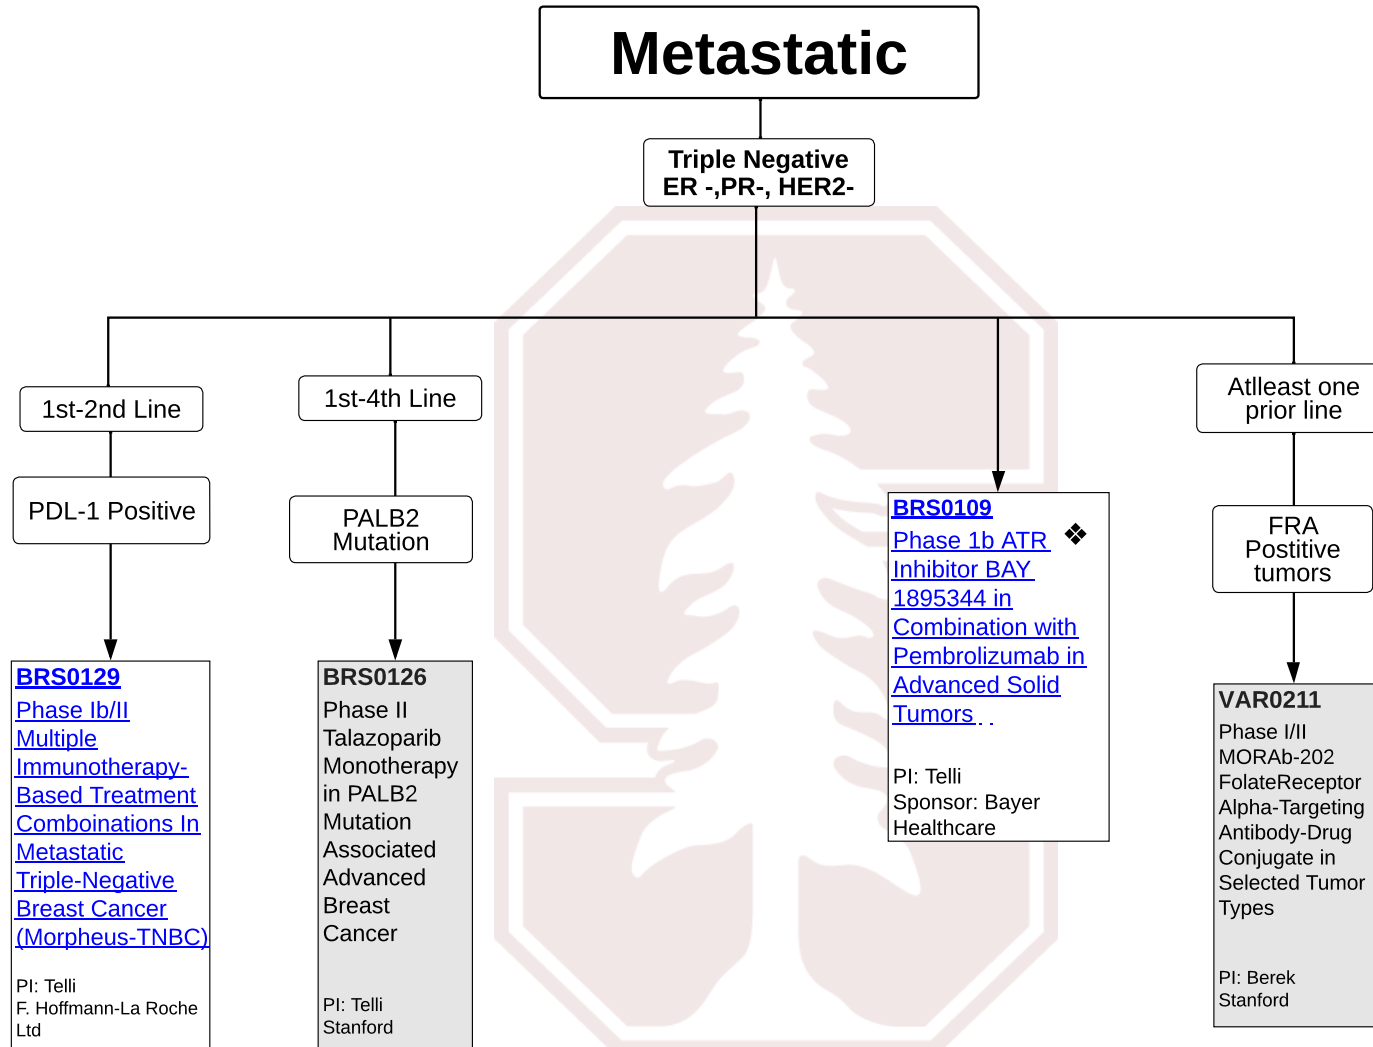 Metastatic
Triple Negative
ER -,PR-, HER2-
1st-2nd Line
PDL-1 Positive
BRS0129
Phase Ib/II
Multiple
Immunotherapy-
Based Treatment
Comboinations In
Metastatic
Triple-Negative
Breast Cancer
(Morpheus-TNBC)
PI: Telli
F. Hoffmann-La Roche
Ltd
1st-4th Line
PALB2
Mutation
BRS0126
Phase II
Talazoparib
Monotherapy
in PALB2
Mutation
Associated
Advanced
Breast
Cancer
PI: Telli
Stanford
BRS0109
Phase 1b ATR ❖
Inhibitor BAY
1895344 in
Combination with
Pembrolizumab in
Advanced Solid
Tumors . .
PI: Telli
Sponsor: Bayer
Healthcare
Atlleast one
prior line
FRA
Postitive
tumors
VAR0211
Phase I/II
MORAb-202
FolateReceptor
Alpha-Targeting
Antibody-Drug
Conjugate in
Selected Tumor
Types
PI: Berek
Stanford